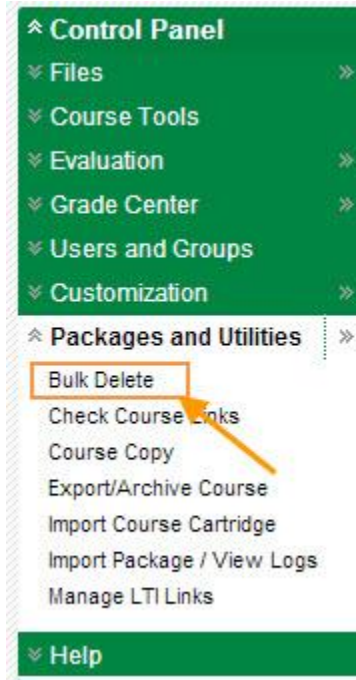 Control Panel
Files
Course Tools
Evaluation
Grade Center
Users and Groups
Customization
Packages and Utilities
Bulk Delete
Check Course Links
Course Copy
Export/Archive Course
Import Course Cartridge
Import Package / View Logs
Manage LTI Links
Help